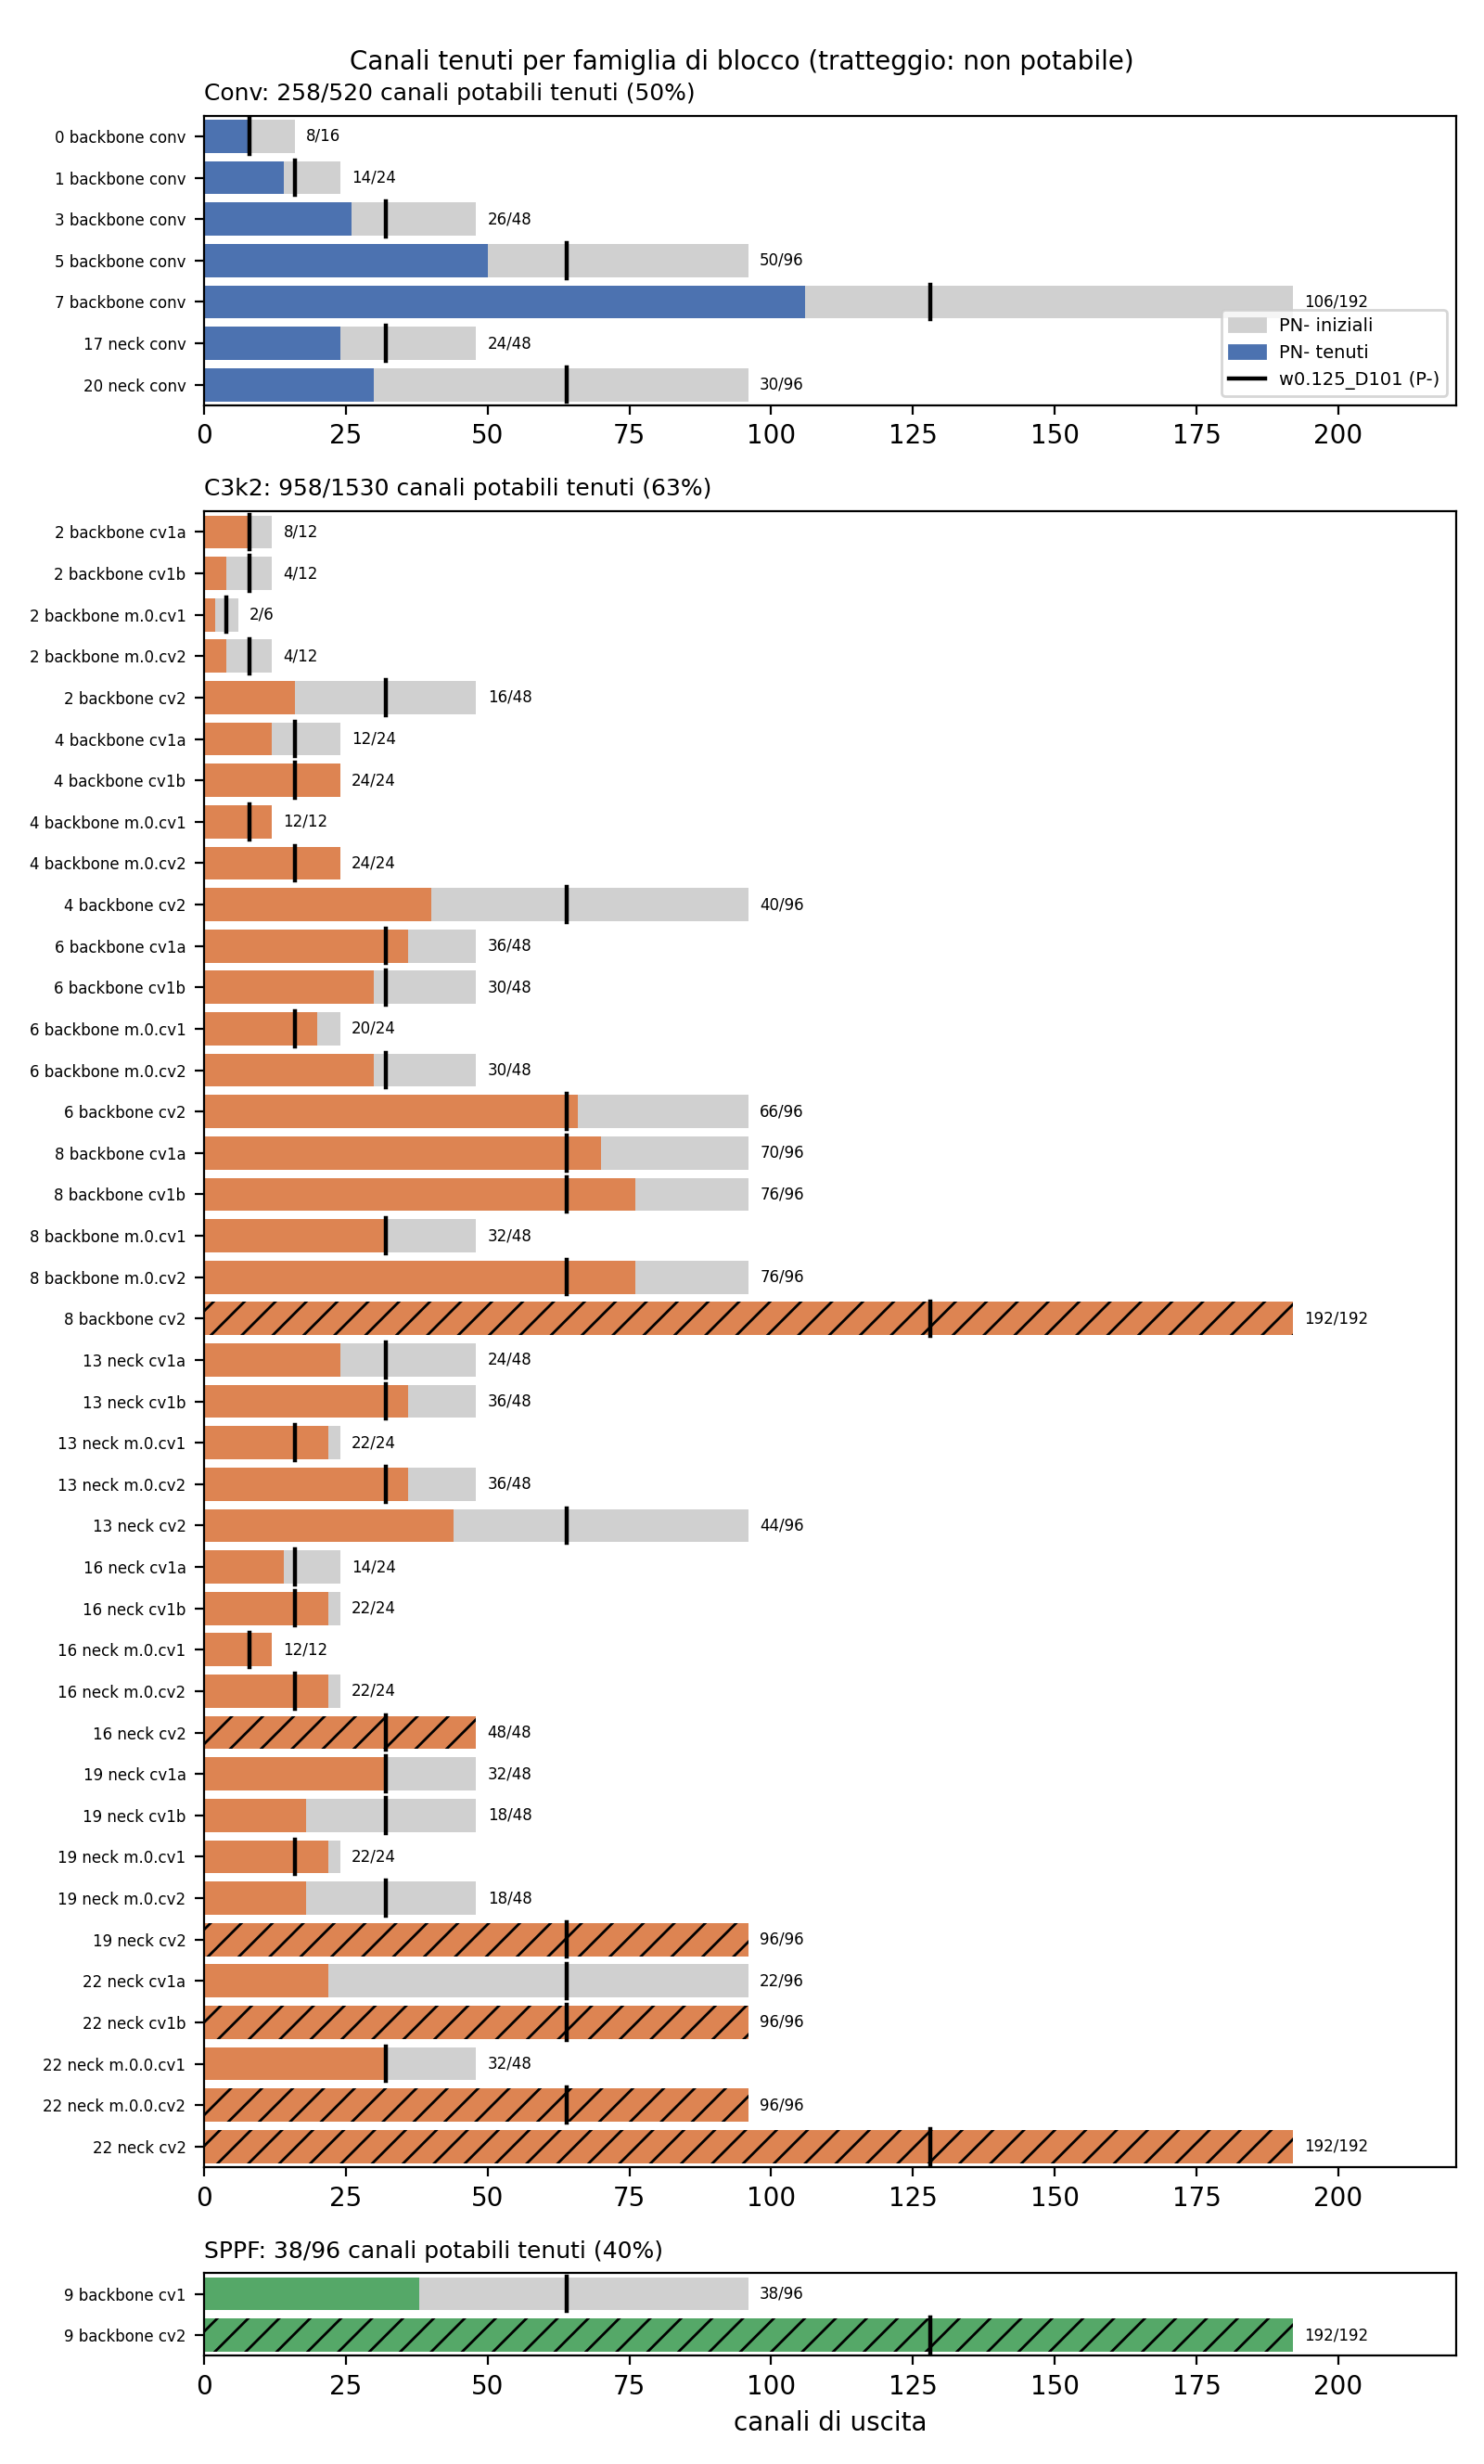 Canali tenuti per famiglia di blocco (tratteggio: non potabile)
Conv: 258/520 canali potabili tenuti (50%)
0 backbone conv 8/16
1 backbone conv 14/24
3 backbone conv 26/48
5 backbone conv 50/96
7 backbone conv 106/192
17 neck conv 24/48
20 neck conv 30/96
PN- iniziali
PN- tenuti
w0.125_D101 (P-)
0 25 50 75 100 125 150 175 200
C3k2: 958/1530 canali potabili tenuti (63%)
2 backbone cv1a 8/12
2 backbone cv1b 4/12
2 backbone m.0.cv1 2/6
2 backbone m.0.cv2 4/12
2 backbone cv2 16/48
4 backbone cv1a 12/24
4 backbone cv1b 24/24
4 backbone m.0.cv1 12/12
4 backbone m.0.cv2 24/24
4 backbone cv2 40/96
6 backbone cv1a 36/48
6 backbone cv1b 30/48
6 backbone m.0.cv1 20/24
6 backbone m.0.cv2 30/48
6 backbone cv2 66/96
8 backbone cv1a 70/96
8 backbone cv1b 76/96
8 backbone m.0.cv1 32/48
8 backbone m.0.cv2 76/96
8 backbone cv2 192/192
13 neck cv1a 24/48
13 neck cv1b 36/48
13 neck m.0.cv1 22/24
13 neck m.0.cv2 36/48
13 neck cv2 44/96
16 neck cv1a 14/24
16 neck cv1b 22/24
16 neck m.0.cv1 12/12
16 neck m.0.cv2 22/24
16 neck cv2 48/48
19 neck cv1a 32/48
19 neck cv1b 18/48
19 neck m.0.cv1 22/24
19 neck m.0.cv2 18/48
19 neck cv2 96/96
22 neck cv1a 22/96
22 neck cv1b 96/96
22 neck m.0.0.cv1 32/48
22 neck m.0.0.cv2 96/96
22 neck cv2 192/192
0 25 50 75 100 125 150 175 200
SPPF: 38/96 canali potabili tenuti (40%)
9 backbone cv1 38/96
9 backbone cv2 192/192
0 25 50 75 100 125 150 175 200
canali di uscita